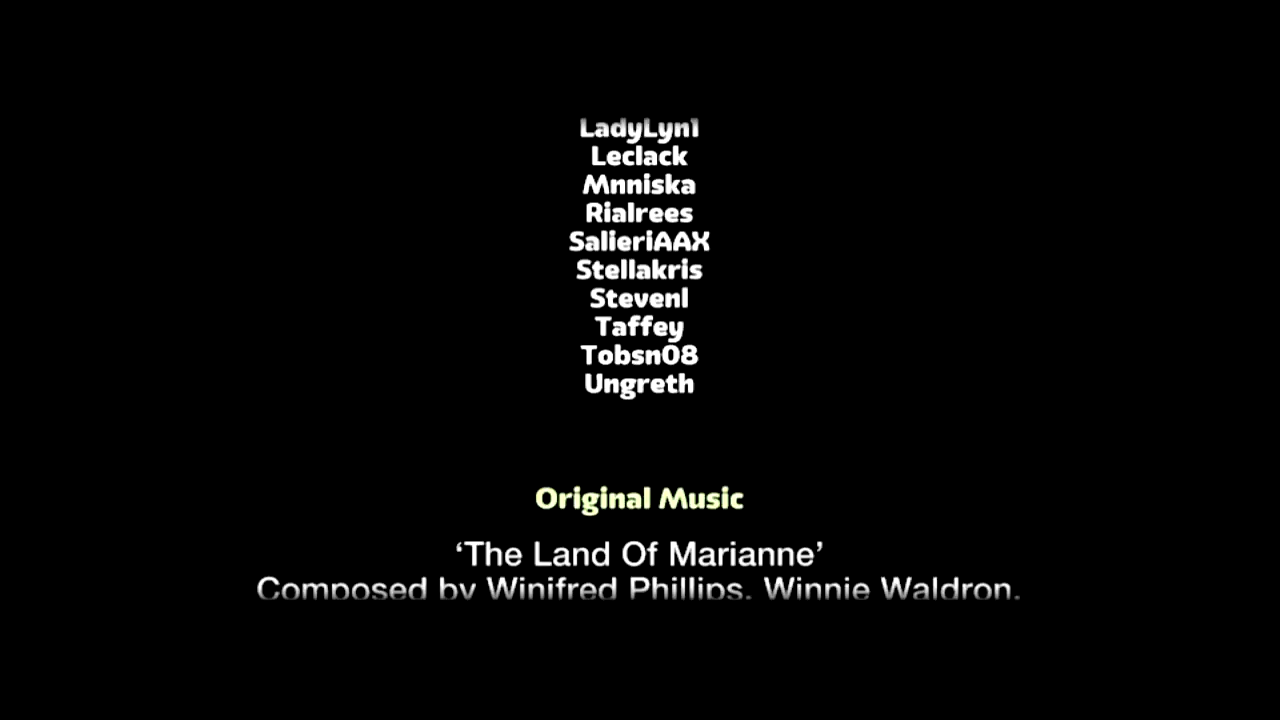 LadyLyn1
Leclack
Mnniska
Rialrees
SalieriAAX
Stellakris
Stevenl
Taffey
Tobsn08
Ungreth
Original Music
‘The Land Of Marianne’
Composed by Winifred Phillips. Winnie Waldron.